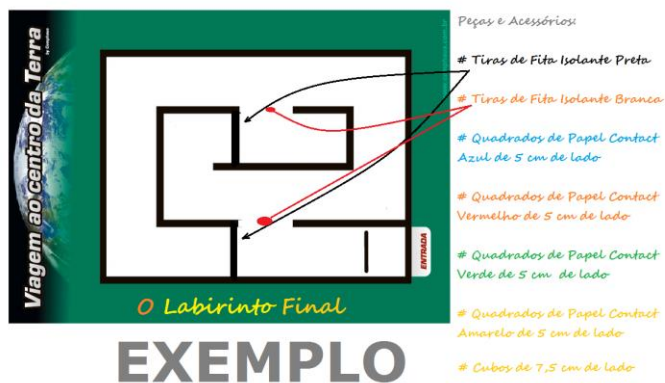 Viagem ao centro da Terra
O Labirinto Final
ENTRADA
EXEMPLO
Peças e Acessórios:
# Tiras de Fita Isolante Preta
# Tiras de Fita Isolante Branca
# Quadrados de Papel Contact
Azul de 5 cm de lado
# Quadrados de Papel Contact
Vermelho de 5 cm de lado
# Quadrados de Papel Contact
Verde de 5 cm de lado
# Quadrados de Papel Contact
Amarelo de 5 cm de lado
# Cubos de 7,5 cm de lado